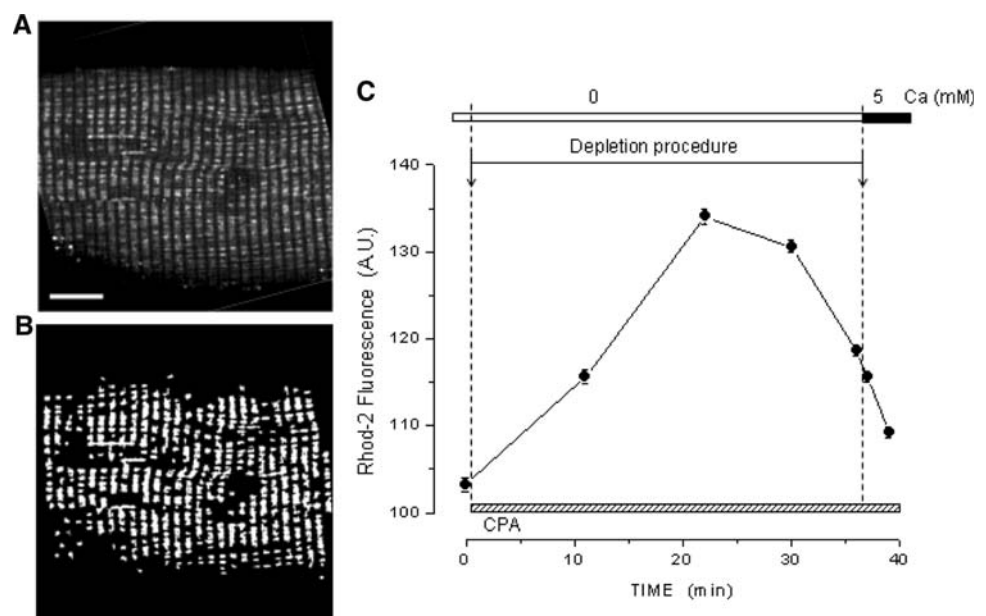 A
B
C
0 5 Ca (mM)
Depletion procedure
140
130
120
110
100
Rhod-2 Fluorescence (A.U.)
CPA
0 10 20 30 40
TIME (min)